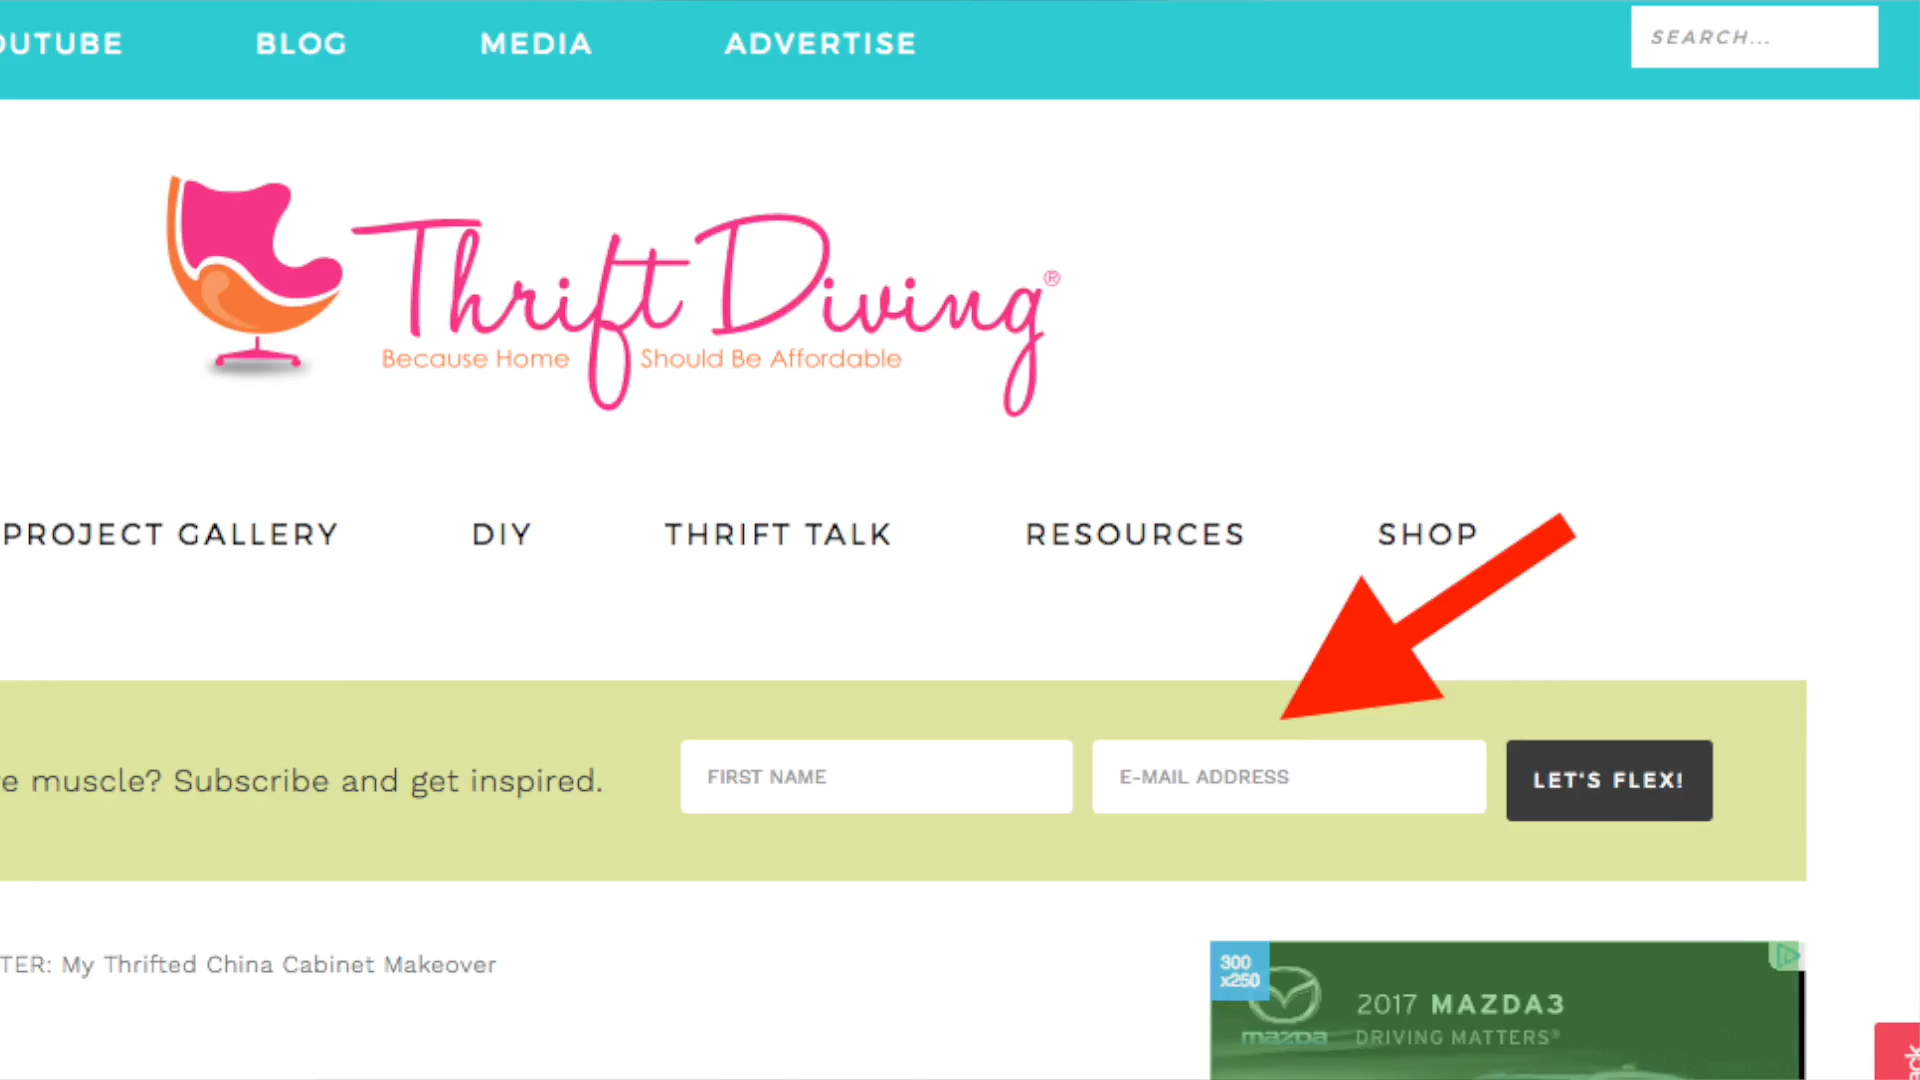 OUTUBE BLOG MEDIA ADVERTISE SEARCH...
Thrift Diving®
Because Home Should Be Affordable
PROJECT GALLERY DIY THRIFT TALK RESOURCES SHOP
e muscle? Subscribe and get inspired. FIRST NAME E-MAIL ADDRESS LET'S FLEX!
TER: My Thrifted China Cabinet Makeover
300
x250
2017 MAZDA3
mazda DRIVING MATTERS®
ack